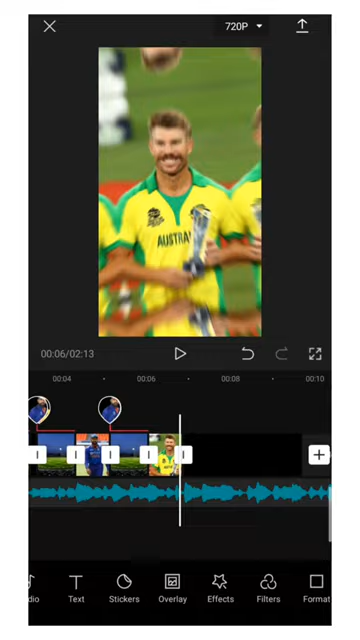 720P
AUSTRA
00:06/02:13
00:04 00:06 00:08 00:10
dio Text Stickers Overlay Effects Filters Format